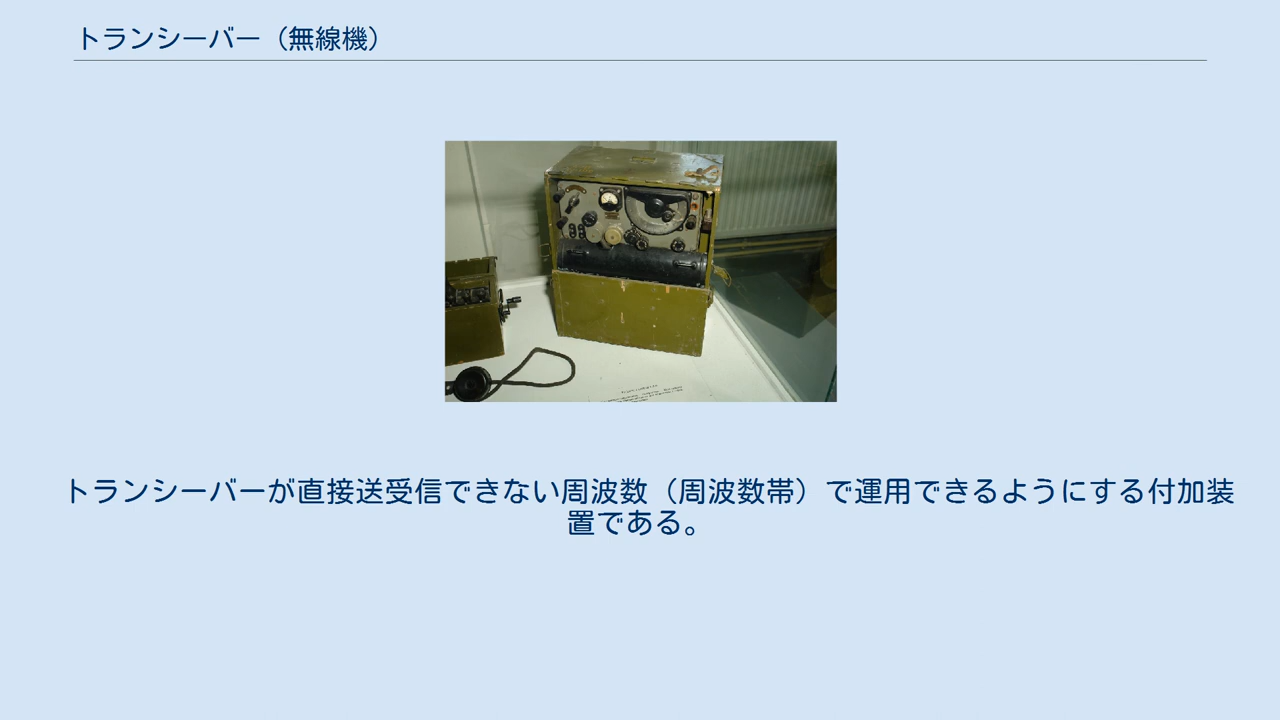 トランシーバー（無線機）
トランシーバーが直接送受信できない周波数（周波数帯）で運用できるようにする付加装
置である。